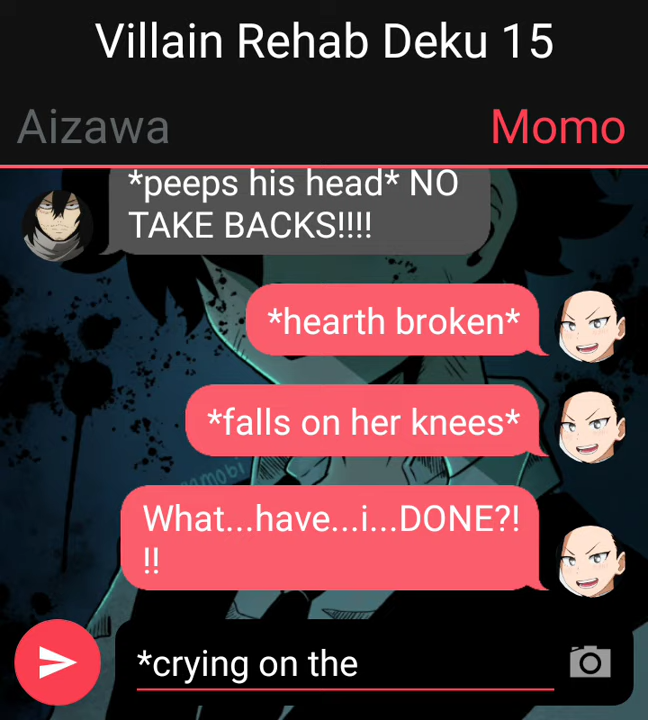 Villain Rehab Deku 15
Aizawa Momo
*peeps his head* NO
TAKE BACKS!!!!
*hearth broken*
*falls on her knees*
What...have...i...DONE?!
!!
*crying on the